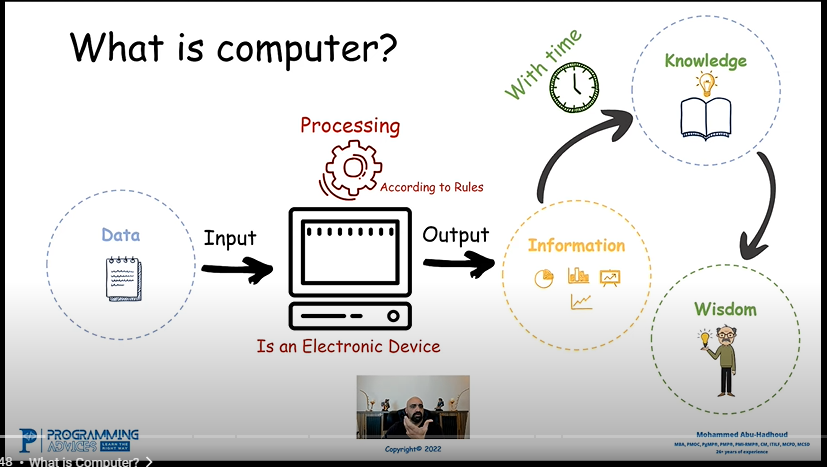 What is computer?
With time
Knowledge
Processing
According to Rules
Data
Input
Output
Information
Is an Electronic Device
Wisdom
PROGRAMMING
ADVICES LEARN THE RIGHT WAY
Copyright© 2022
Mohammed Abu-Hadhoud
MBA, PMOC, PgMP®, PMP®, PMI-RMP®, CM, ITILF, MCPD, MCSD
26+ years of experience
48 • What is Computer? >